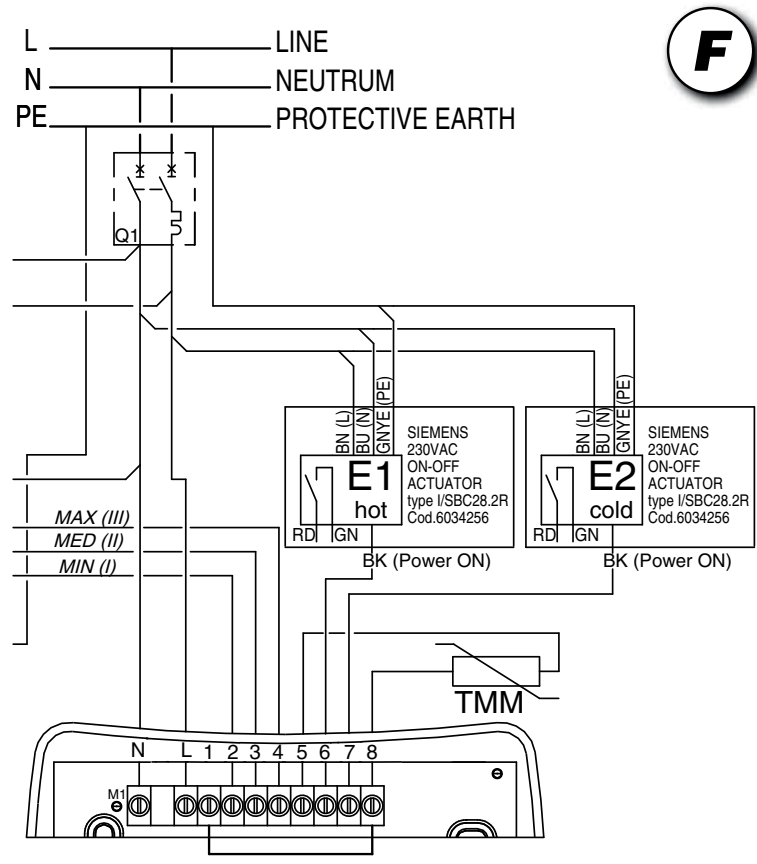 F
L LINE
N NEUTRUM
PE PROTECTIVE EARTH
Q1
BN (L)
BU (N)
GNYE (PE)
BN (L)
BU (N)
GNYE (PE)
E1
hot
RD GN
SIEMENS
230VAC
ON-OFF
ACTUATOR
type I/SBC28.2R
Cod.6034256
E2
cold
RD GN
SIEMENS
230VAC
ON-OFF
ACTUATOR
type I/SBC28.2R
Cod.6034256
MAX (III)
MED (II)
MIN (I)
BK (Power ON)
BK (Power ON)
TMM
N L 1 2 3 4 5 6 7 8
M1